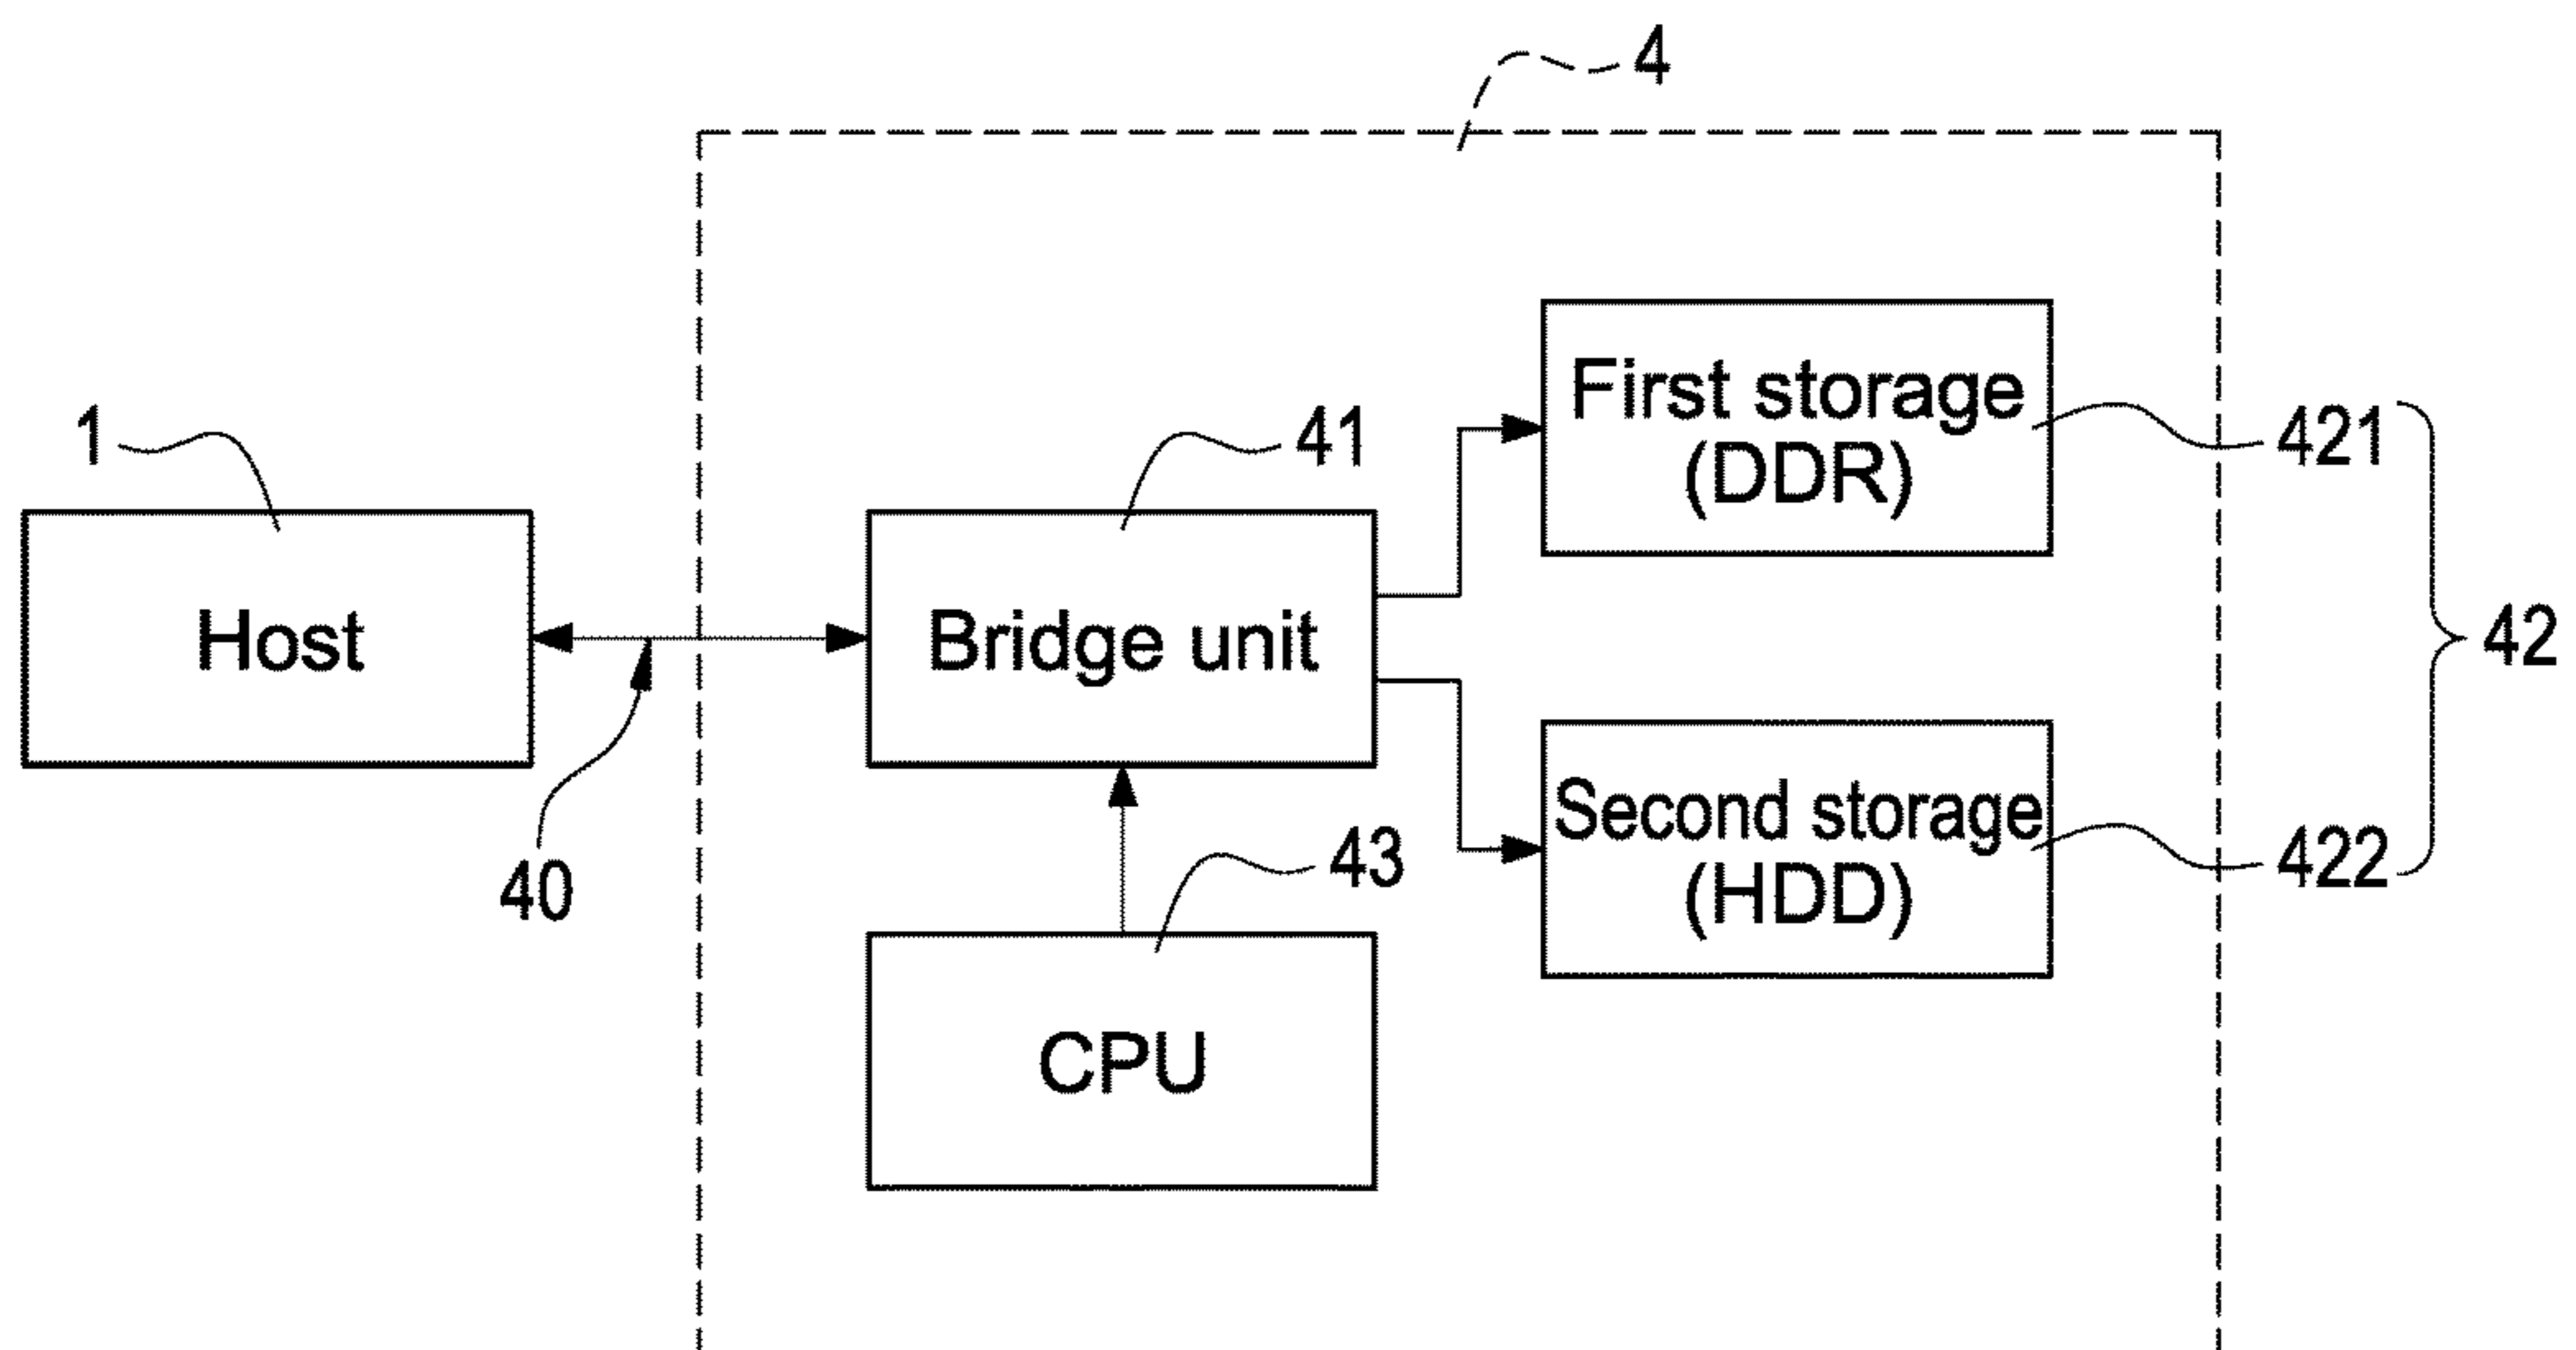 4
1
41
First storage
(DDR)
421
Host
Bridge unit
42
40
43
Second storage
(HDD)
422
CPU